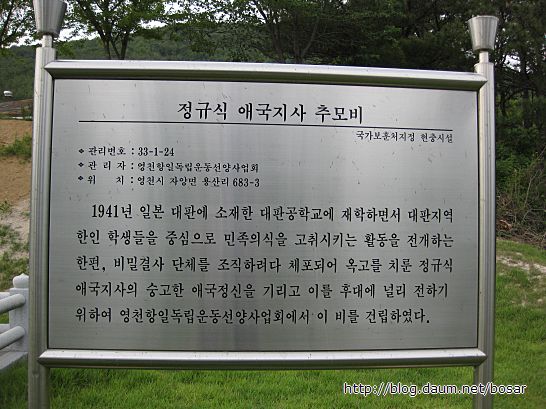 정규식 애국지사 추모비
국가보훈처지정 현충시설
* 관리번호 : 33-1-24
* 관 리 자 : 영천항일독립운동선양사업회
* 위    치 : 영천시 자양면 용산리 683-3
1941년 일본 대판에 소재한 대판공학교에 재학하면서 대판지역
한인 학생들을 중심으로 민족의식을 고취시키는 활동을 전개하는
한편, 비밀결사 단체를 조직하려다 체포되어 옥고를 치룬 정규식
애국지사의 숭고한 애국정신을 기리고 이를 후대에 널리 전하기
위하여 영천항일독립운동선양사업회에서 이 비를 건립하였다.
http://blog.daum.net/bosar